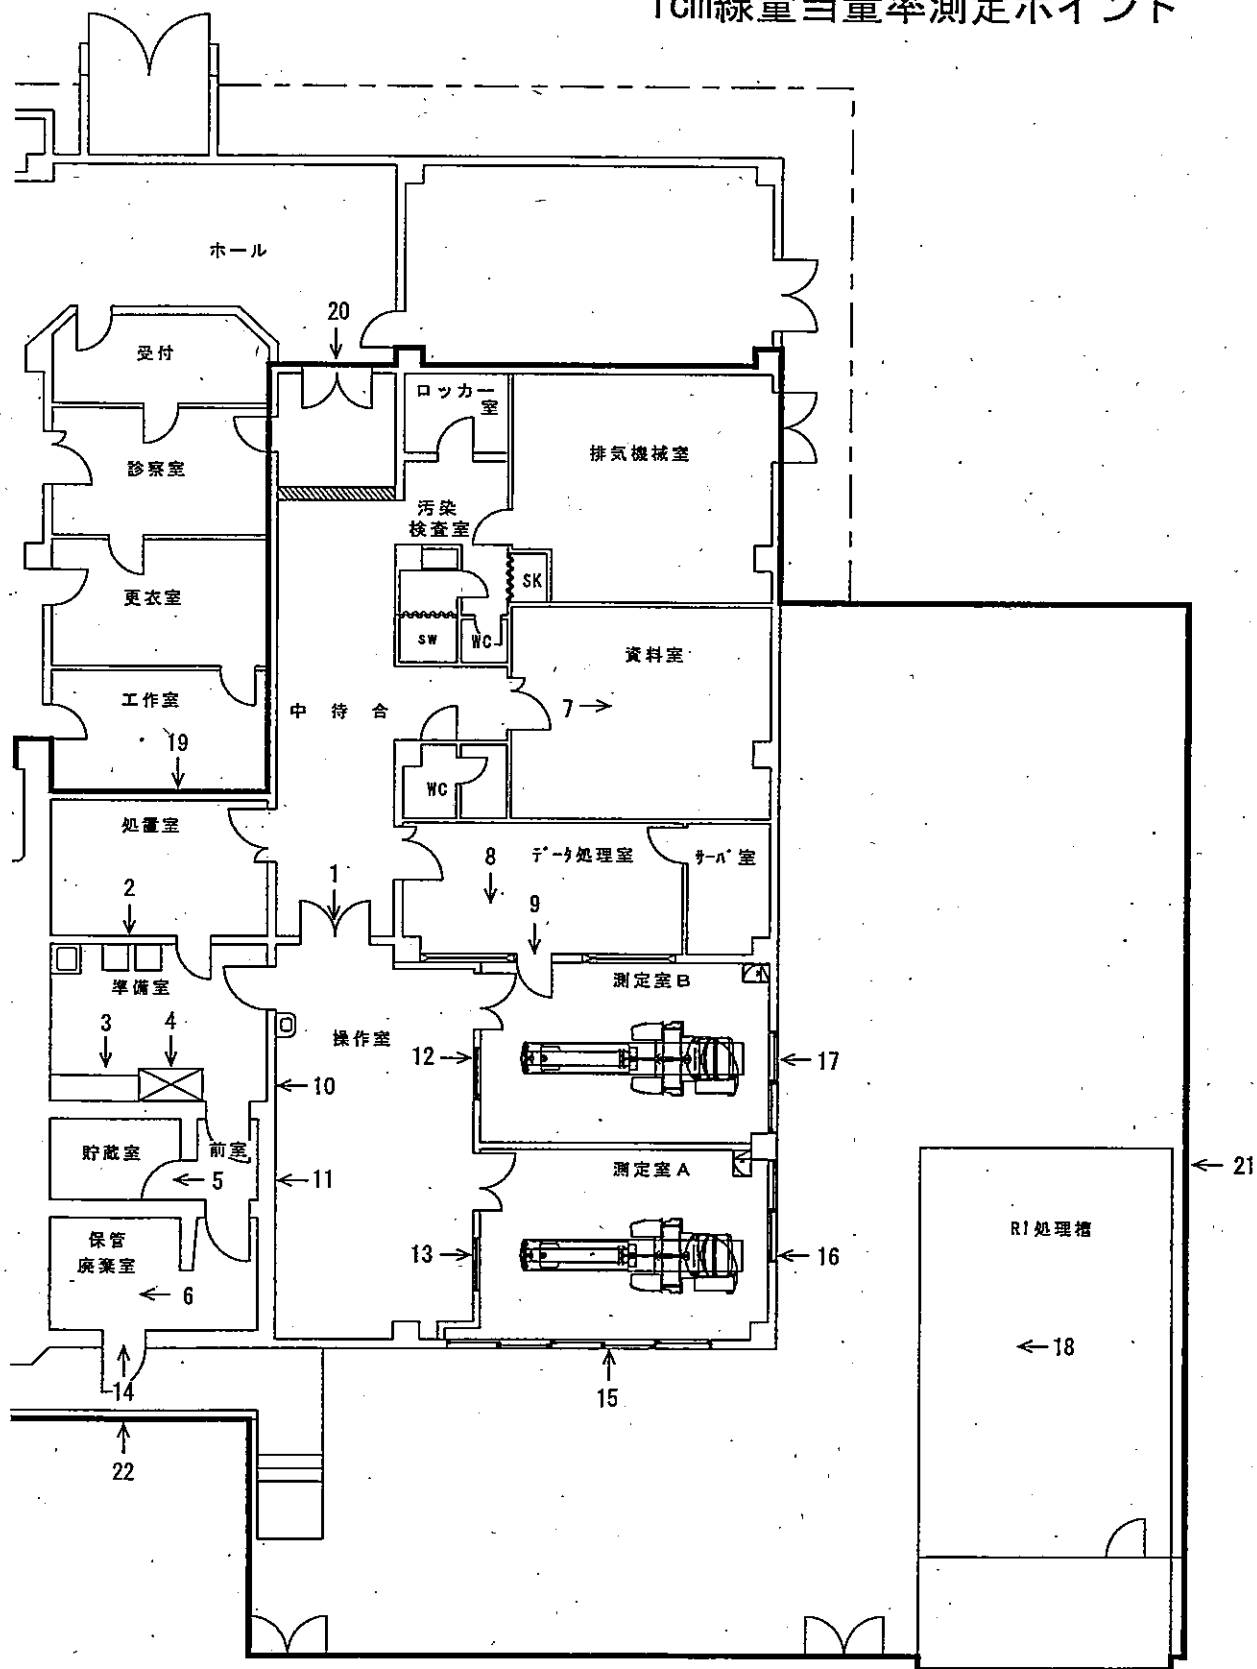 1cm線量当量率測定ポイント
ホール
20
受付
ロッカー
室
排気機械室
診察室
汚染
検査室
SK
更衣室
SW
WC
資料室
工作室
中待合
7
19
WC
処置室
8
データ処理室
サーバ室
2
1
9
測定室B
準備室
3
4
操作室
12
17
10
貯蔵室
前室
測定室A
5
11
21
保管
廃棄室
13
16
RI処理槽
6
18
14
15
22